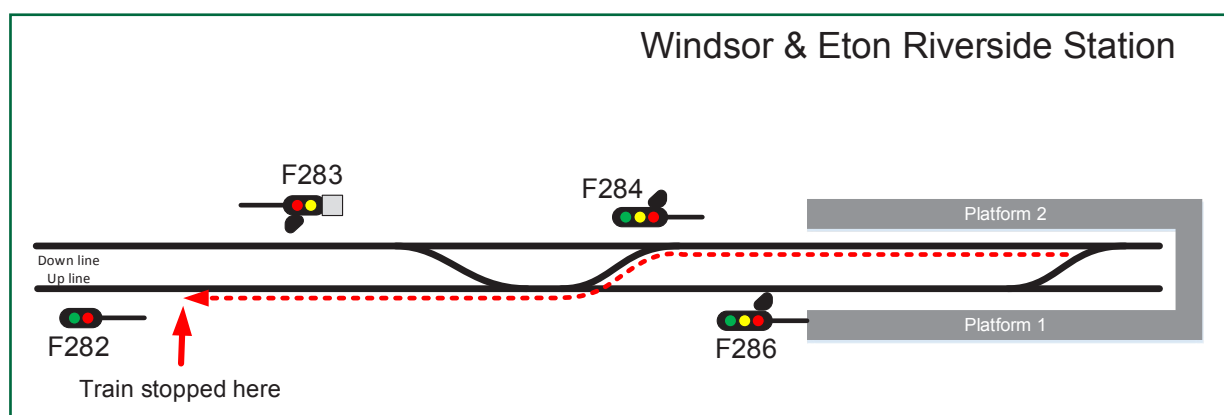 Windsor & Eton Riverside Station
F283
F284
Platform 2
Down line
Up line
F282
F286
Platform 1
Train stopped here